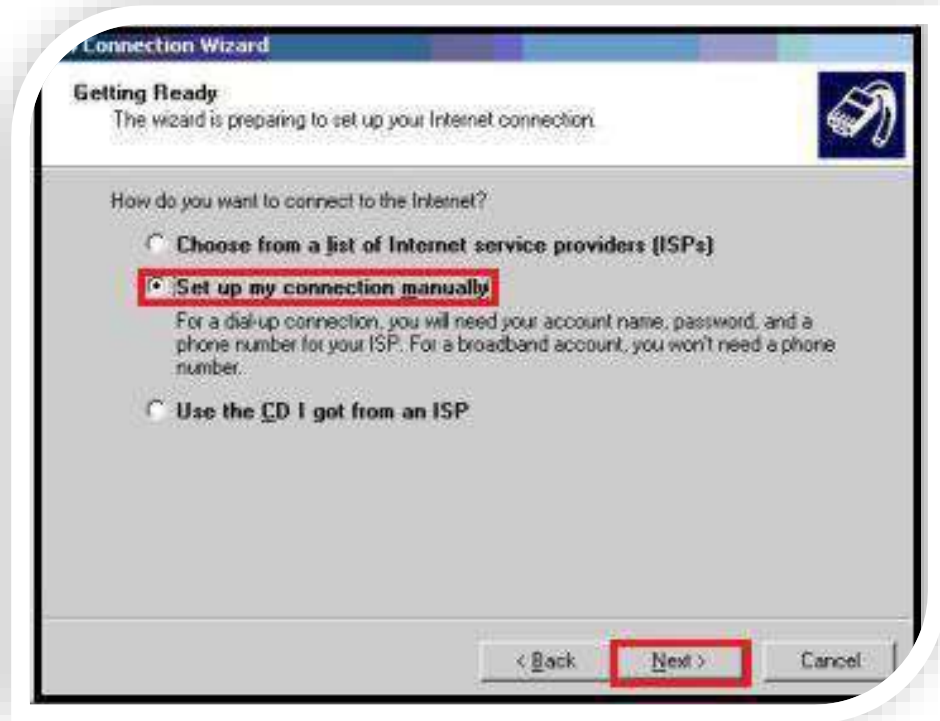 Connection Wizard
Getting Ready
The wizard is preparing to set up your Internet connection.
How do you want to connect to the Internet?
Choose from a list of Internet service providers (ISPs)
Set up my connection manually
For a dial-up connection, you will need your account name, password, and a
phone number for your ISP. For a broadband account, you won't need a phone
number.
Use the CD I got from an ISP
< Back
Next >
Cancel